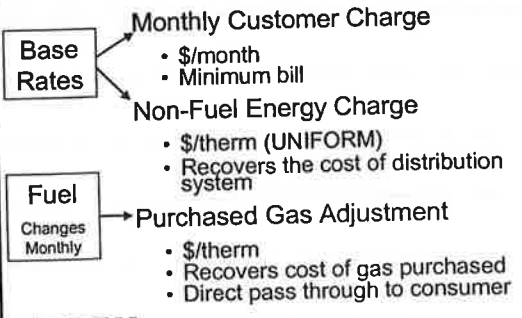 Monthly Customer Charge
Base
Rates
• $/month
• Minimum bill
Non-Fuel Energy Charge
• $/therm (UNIFORM)
• Recovers the cost of distribution
system
Fuel
Changes
Monthly
Purchased Gas Adjustment
• $/therm
• Recovers cost of gas purchased
• Direct pass through to consumer